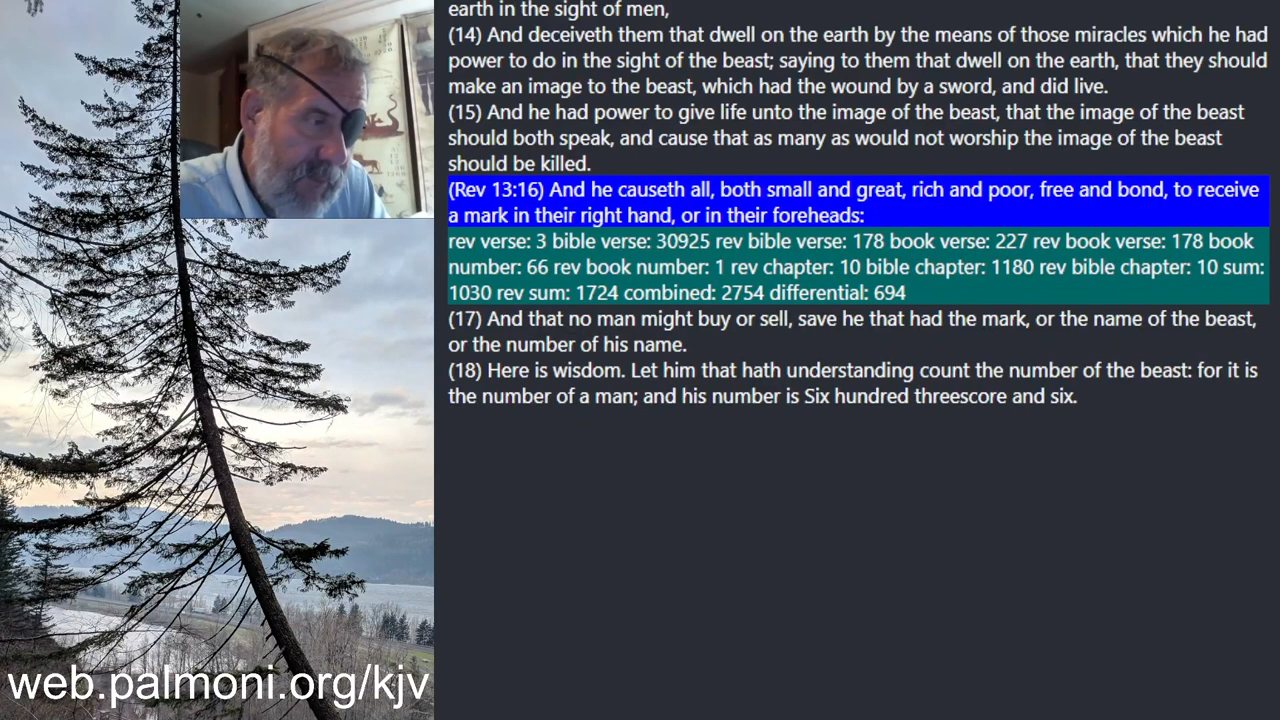 earth in the sight of men,
(14) And deceiveth them that dwell on the earth by the means of those miracles which he had
power to do in the sight of the beast; saying to them that dwell on the earth, that they should
make an image to the beast, which had the wound by a sword, and did live.
(15) And he had power to give life unto the image of the beast, that the image of the beast
should both speak, and cause that as many as would not worship the image of the beast
should be killed.
(Rev 13:16) And he causeth all, both small and great, rich and poor, free and bond, to receive
a mark in their right hand, or in their foreheads:
rev verse: 3 bible verse: 30925 rev bible verse: 178 book verse: 227 rev book verse: 178 book
number: 66 rev book number: 1 rev chapter: 10 bible chapter: 1180 rev bible chapter: 10 sum:
1030 rev sum: 1724 combined: 2754 differential: 694
(17) And that no man might buy or sell, save he that had the mark, or the name of the beast,
or the number of his name.
(18) Here is wisdom. Let him that hath understanding count the number of the beast: for it is
the number of a man; and his number is Six hundred threescore and six.
web.palmoni.org/kjv